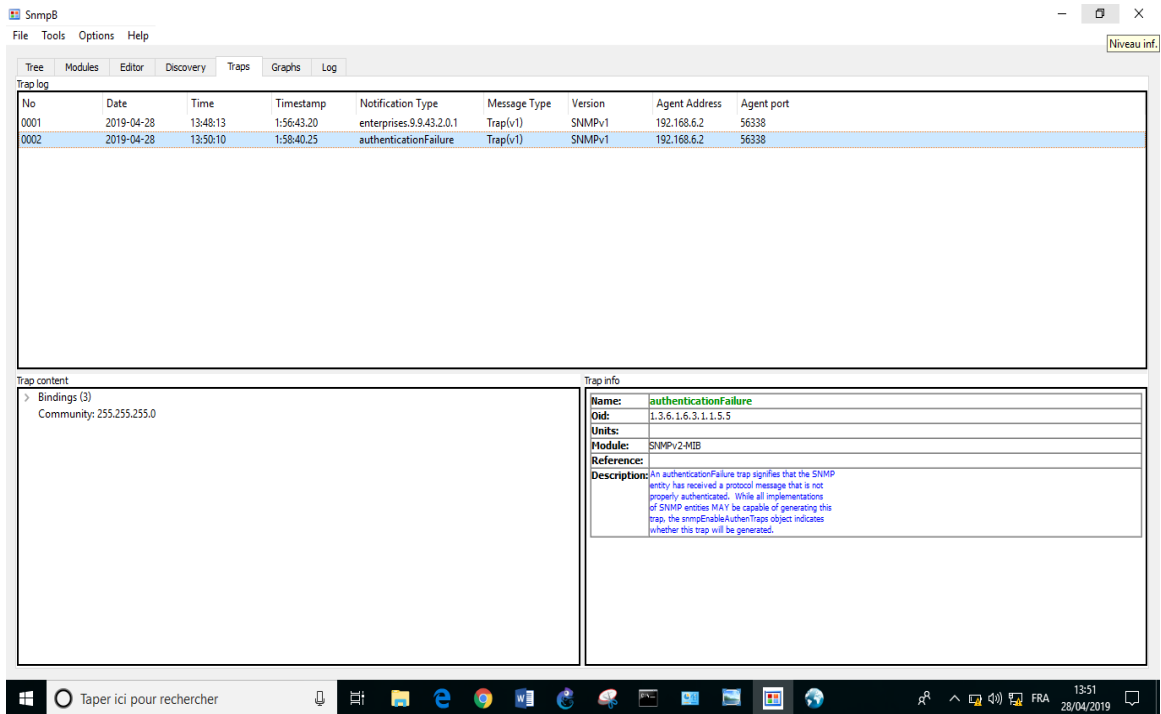 SnmpB
File Tools Options Help
Niveau inf.
Tree Modules Editor Discovery Traps Graphs Log
Trap log
No Date Time Timestamp Notification Type Message Type Version Agent Address Agent port
0001 2019-04-28 13:48:13 1:56:43.20 enterprises.9.9.43.2.0.1 Trap(v1) SNMPv1 192.168.6.2 56338
0002 2019-04-28 13:50:10 1:58:40.25 authenticationFailure Trap(v1) SNMPv1 192.168.6.2 56338
Trap content
Bindings (3)
Community: 255.255.255.0
Trap info
Name: authenticationFailure
Oid: 1.3.6.1.6.3.1.1.5.5
Units:
Module: SNMPv2-MIB
Reference:
Description: An authenticationFailure trap signifies that the SNMP
entity has received a protocol message that is not
properly authenticated. While all implementations
of SNMP entities MAY be capable of generating this
trap, the snmpEnableAuthenTraps object indicates
whether this trap will be generated.
Taper ici pour rechercher
FRA
13:51
28/04/2019